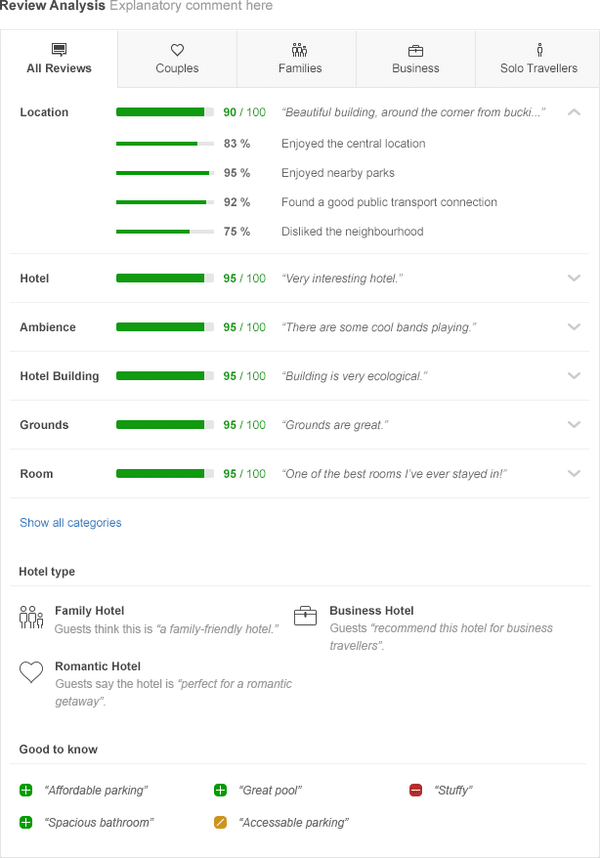 Review Analysis Explanatory comment here
All Reviews
Couples
Families
Business
Solo Travellers
Location 90 / 100 “Beautiful building, around the corner from bucki...”
83 % Enjoyed the central location
95 % Enjoyed nearby parks
92 % Found a good public transport connection
75 % Disliked the neighbourhood
Hotel 95 / 100 “Very interesting hotel.”
Ambience 95 / 100 “There are some cool bands playing.”
Hotel Building 95 / 100 “Building is very ecological.”
Grounds 95 / 100 “Grounds are great.”
Room 95 / 100 “One of the best rooms I’ve ever stayed in!”
Show all categories
Hotel type
Family Hotel
Guests think this is “a family-friendly hotel.”
Business Hotel
Guests “recommend this hotel for business
travellers”.
Romantic Hotel
Guests say the hotel is “perfect for a romantic
getaway”.
Good to know
“Affordable parking”
“Great pool”
“Stuffy”
“Spacious bathroom”
“Accessable parking”